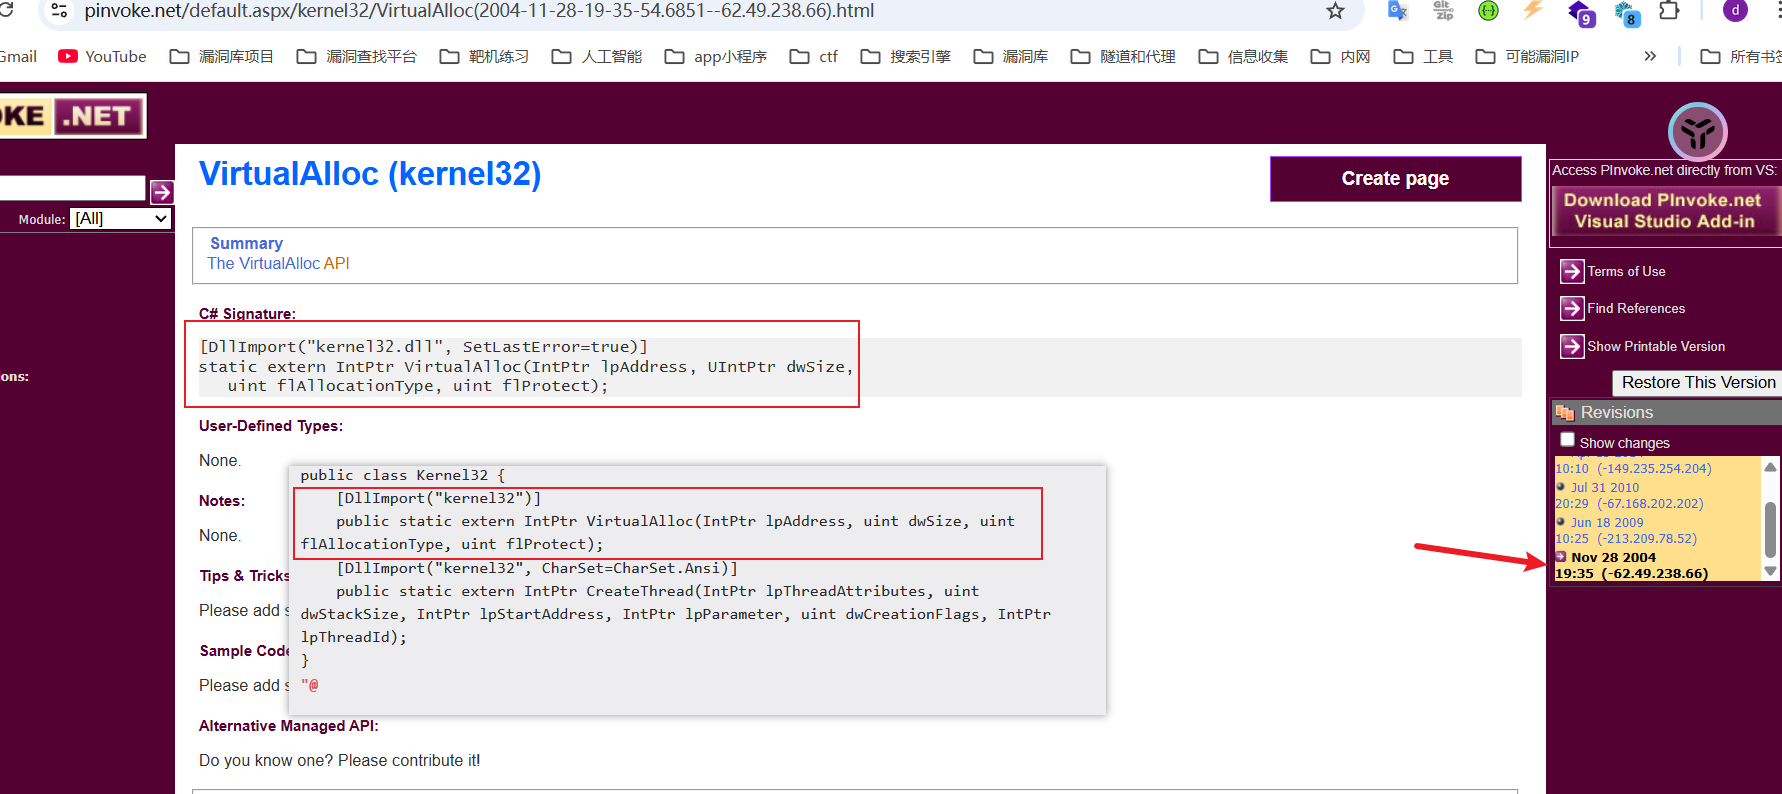 pinvoke.net/default.aspx/kernel32/VirtualAlloc(2004-11-28-19-35-54.6851--62.49.238.66).html
Git
zip
9
8
d
Gmail
YouTube
漏洞库项目
漏洞查找平台
靶机练习
人工智能
app小程序
ctf
搜索引擎
漏洞库
隧道和代理
信息收集
内网
工具
可能漏洞IP
»
所有书签
OKE .NET
Module: [All]
ons:
VirtualAlloc (kernel32)
Create page
Summary
The VirtualAlloc API
C# Signature:
[DllImport("kernel32.dll", SetLastError=true)]
static extern IntPtr VirtualAlloc(IntPtr lpAddress, UIntPtr dwSize,
uint flAllocationType, uint flProtect);
User-Defined Types:
None.
Notes:
None.
Tips & Tricks
Please add s
Sample Code
Please add s
Alternative Managed API:
Do you know one? Please contribute it!
public class Kernel32 {
[DllImport("kernel32")]
public static extern IntPtr VirtualAlloc(IntPtr lpAddress, uint dwSize, uint
flAllocationType, uint flProtect);
[DllImport("kernel32", CharSet=CharSet.Ansi)]
public static extern IntPtr CreateThread(IntPtr lpThreadAttributes, uint
dwStackSize, IntPtr lpStartAddress, IntPtr lpParameter, uint dwCreationFlags, IntPtr
lpThreadId);
}
"@
Access PInvoke.net directly from VS:
Download PInvoke.net
Visual Studio Add-in
Terms of Use
Find References
Show Printable Version
Restore This Version
Revisions
Show changes
10:10 (-149.235.254.204)
Jul 31 2010
20:29 (-67.168.202.202)
Jun 18 2009
10:25 (-213.209.78.52)
Nov 28 2004
19:35 (-62.49.238.66)